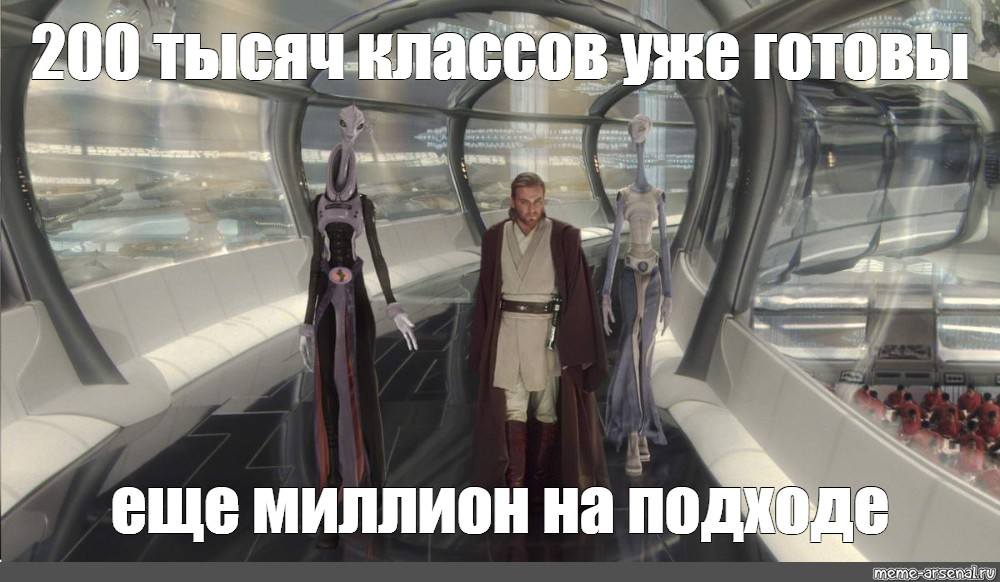 200 тысяч классов уже готовы
еще миллион на подходе
meme-arsenal.ru